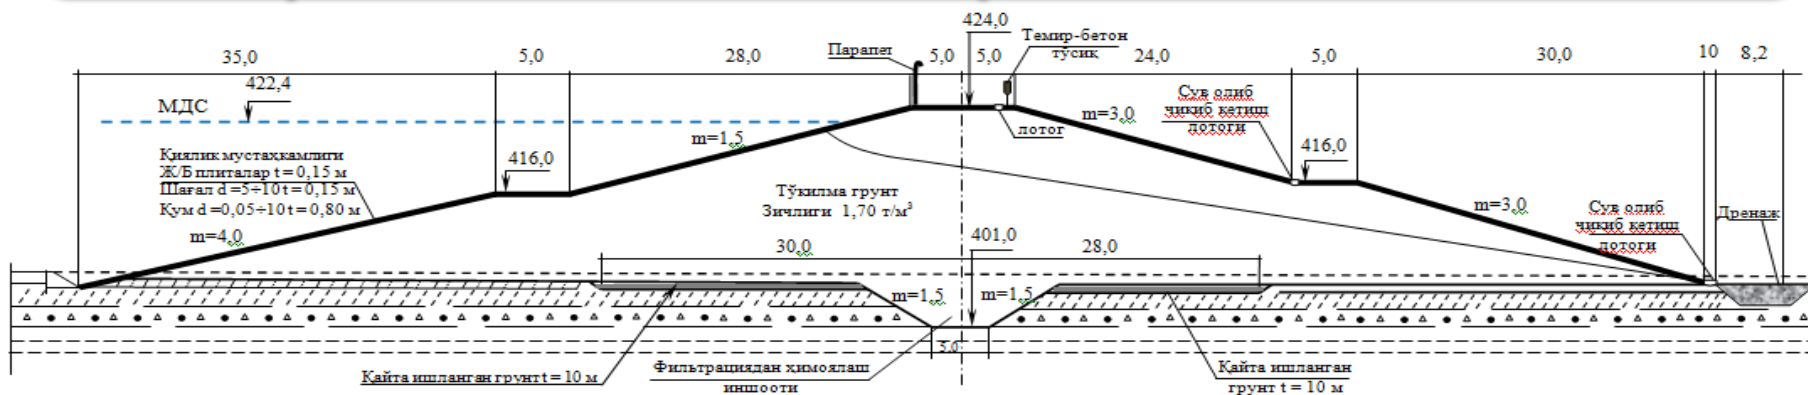 424,0
Парапет
Темир-бетон
тўсиқ
35,0
5,0
28,0
5,0
5,0
24,0
5,0
30,0
10
8,2
422,4
МДС
лотог
m=3,0
Сув олиб
чикиб кетиш
лотоги
m=1,5
416,0
416,0
Қиялик мустаҳкамлиги
Ж/Б плиталар t = 0,15 м
Шағал d =5÷10 t = 0,15 м
Қум d =0,05÷10 t = 0,80 м
m=4,0
Тўкилма грунт
Зичлиги 1,70 т/м³
m=3,0
Сув олиб
чикиб кетиш
лотоги
Дренаж
30,0
401,0
28,0
m=1,5
m=1,5
5,0
Қайта ишланган грунт t = 10 м
Фильтрациядан ҳимоялаш
иншооти
Қайта ишланган
грунт t = 10 м